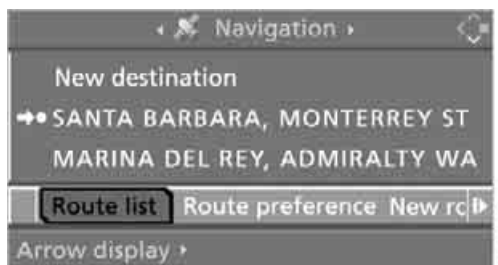 Navigation
New destination
SANTA BARBARA, MONTERREY ST
MARINA DEL REY, ADMIRALTY WA
Route list Route preference New rc
Arrow display